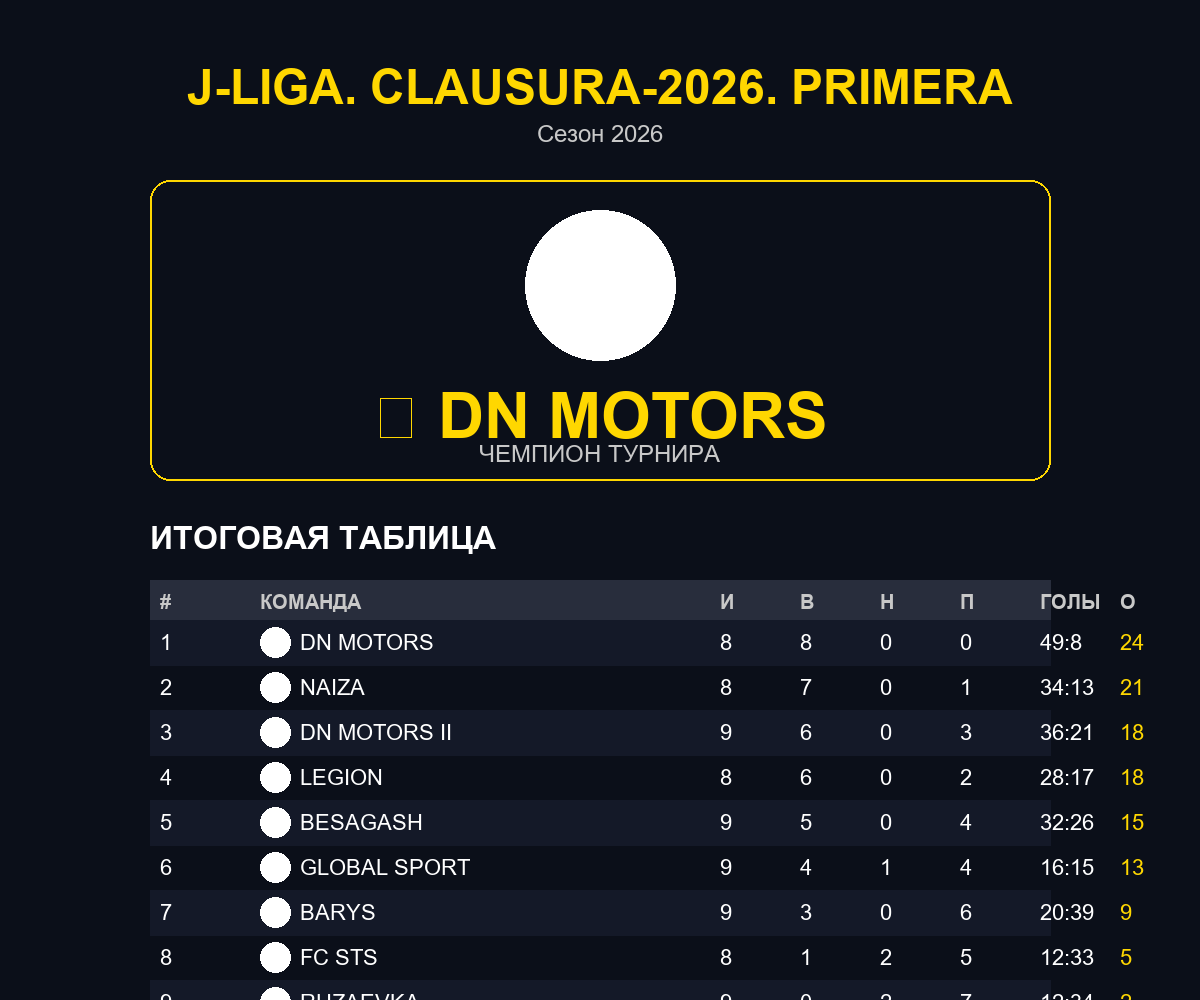 J-LIGA. CLAUSURA-2026. PRIMERA
Сезон 2026
DN MOTORS
ЧЕМПИОН ТУРНИРА
ИТОГОВАЯ ТАБЛИЦА
# КОМАНДА И В Н П ГОЛЫ О
1 DN MOTORS 8 8 0 0 49:8 24
2 NAIZA 8 7 0 1 34:13 21
3 DN MOTORS II 9 6 0 3 36:21 18
4 LEGION 8 6 0 2 28:17 18
5 BESAGASH 9 5 0 4 32:26 15
6 GLOBAL SPORT 9 4 1 4 16:15 13
7 BARYS 9 3 0 6 20:39 9
8 FC STS 8 1 2 5 12:33 5